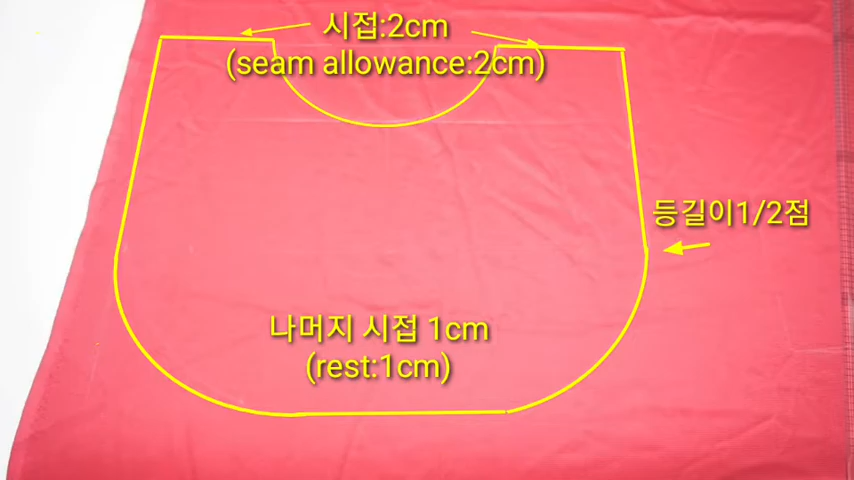 시접:2cm
(seam allowance:2cm)
등길이1/2점
나머지 시접 1cm
(rest:1cm)